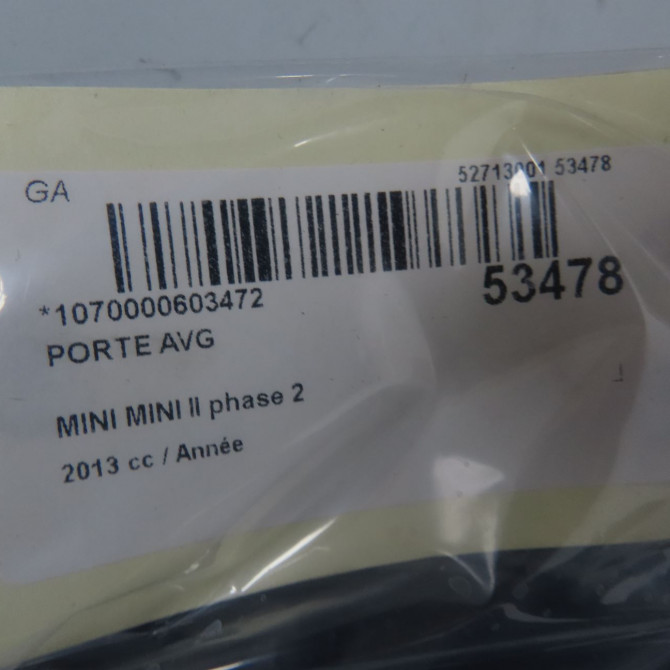 GA
52713001 53478
*1070000603472
53478
PORTE AVG
MINI MINI II phase 2
2013 cc / Année